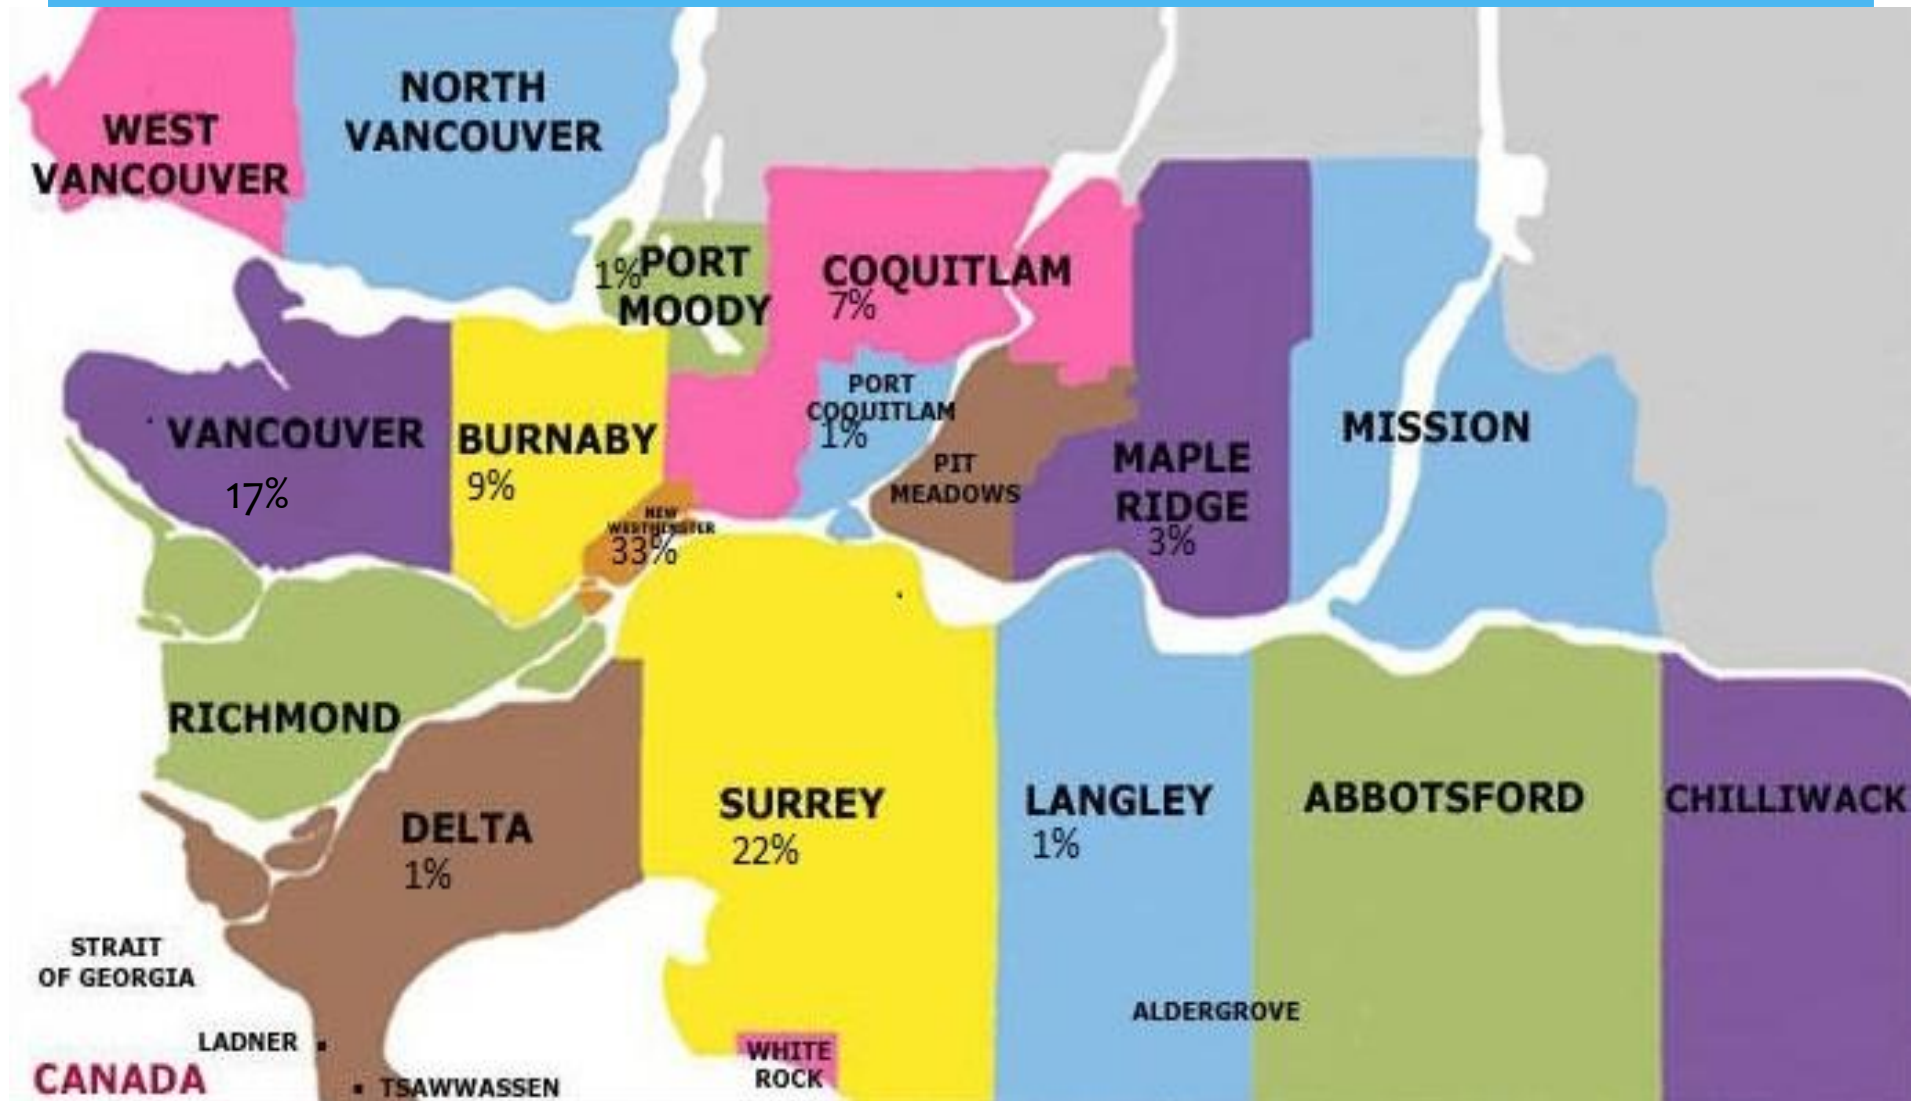 NORTH
VANCOUVER
WEST
VANCOUVER
1%
PORT
MOODY
COQUITLAM
7%
PORT
COQUITLAM
1%
VANCOUVER
17%
BURNABY
9%
NEW
WESTMINSTER
33%
PIT
MEADOWS
MAPLE
RIDGE
3%
MISSION
RICHMOND
DELTA
1%
SURREY
22%
LANGLEY
1%
ABBOTSFORD
CHILLIWACK
STRAIT
OF GEORGIA
ALDERGROVE
LADNER
WHITE
ROCK
CANADA
TSAWWASSEN